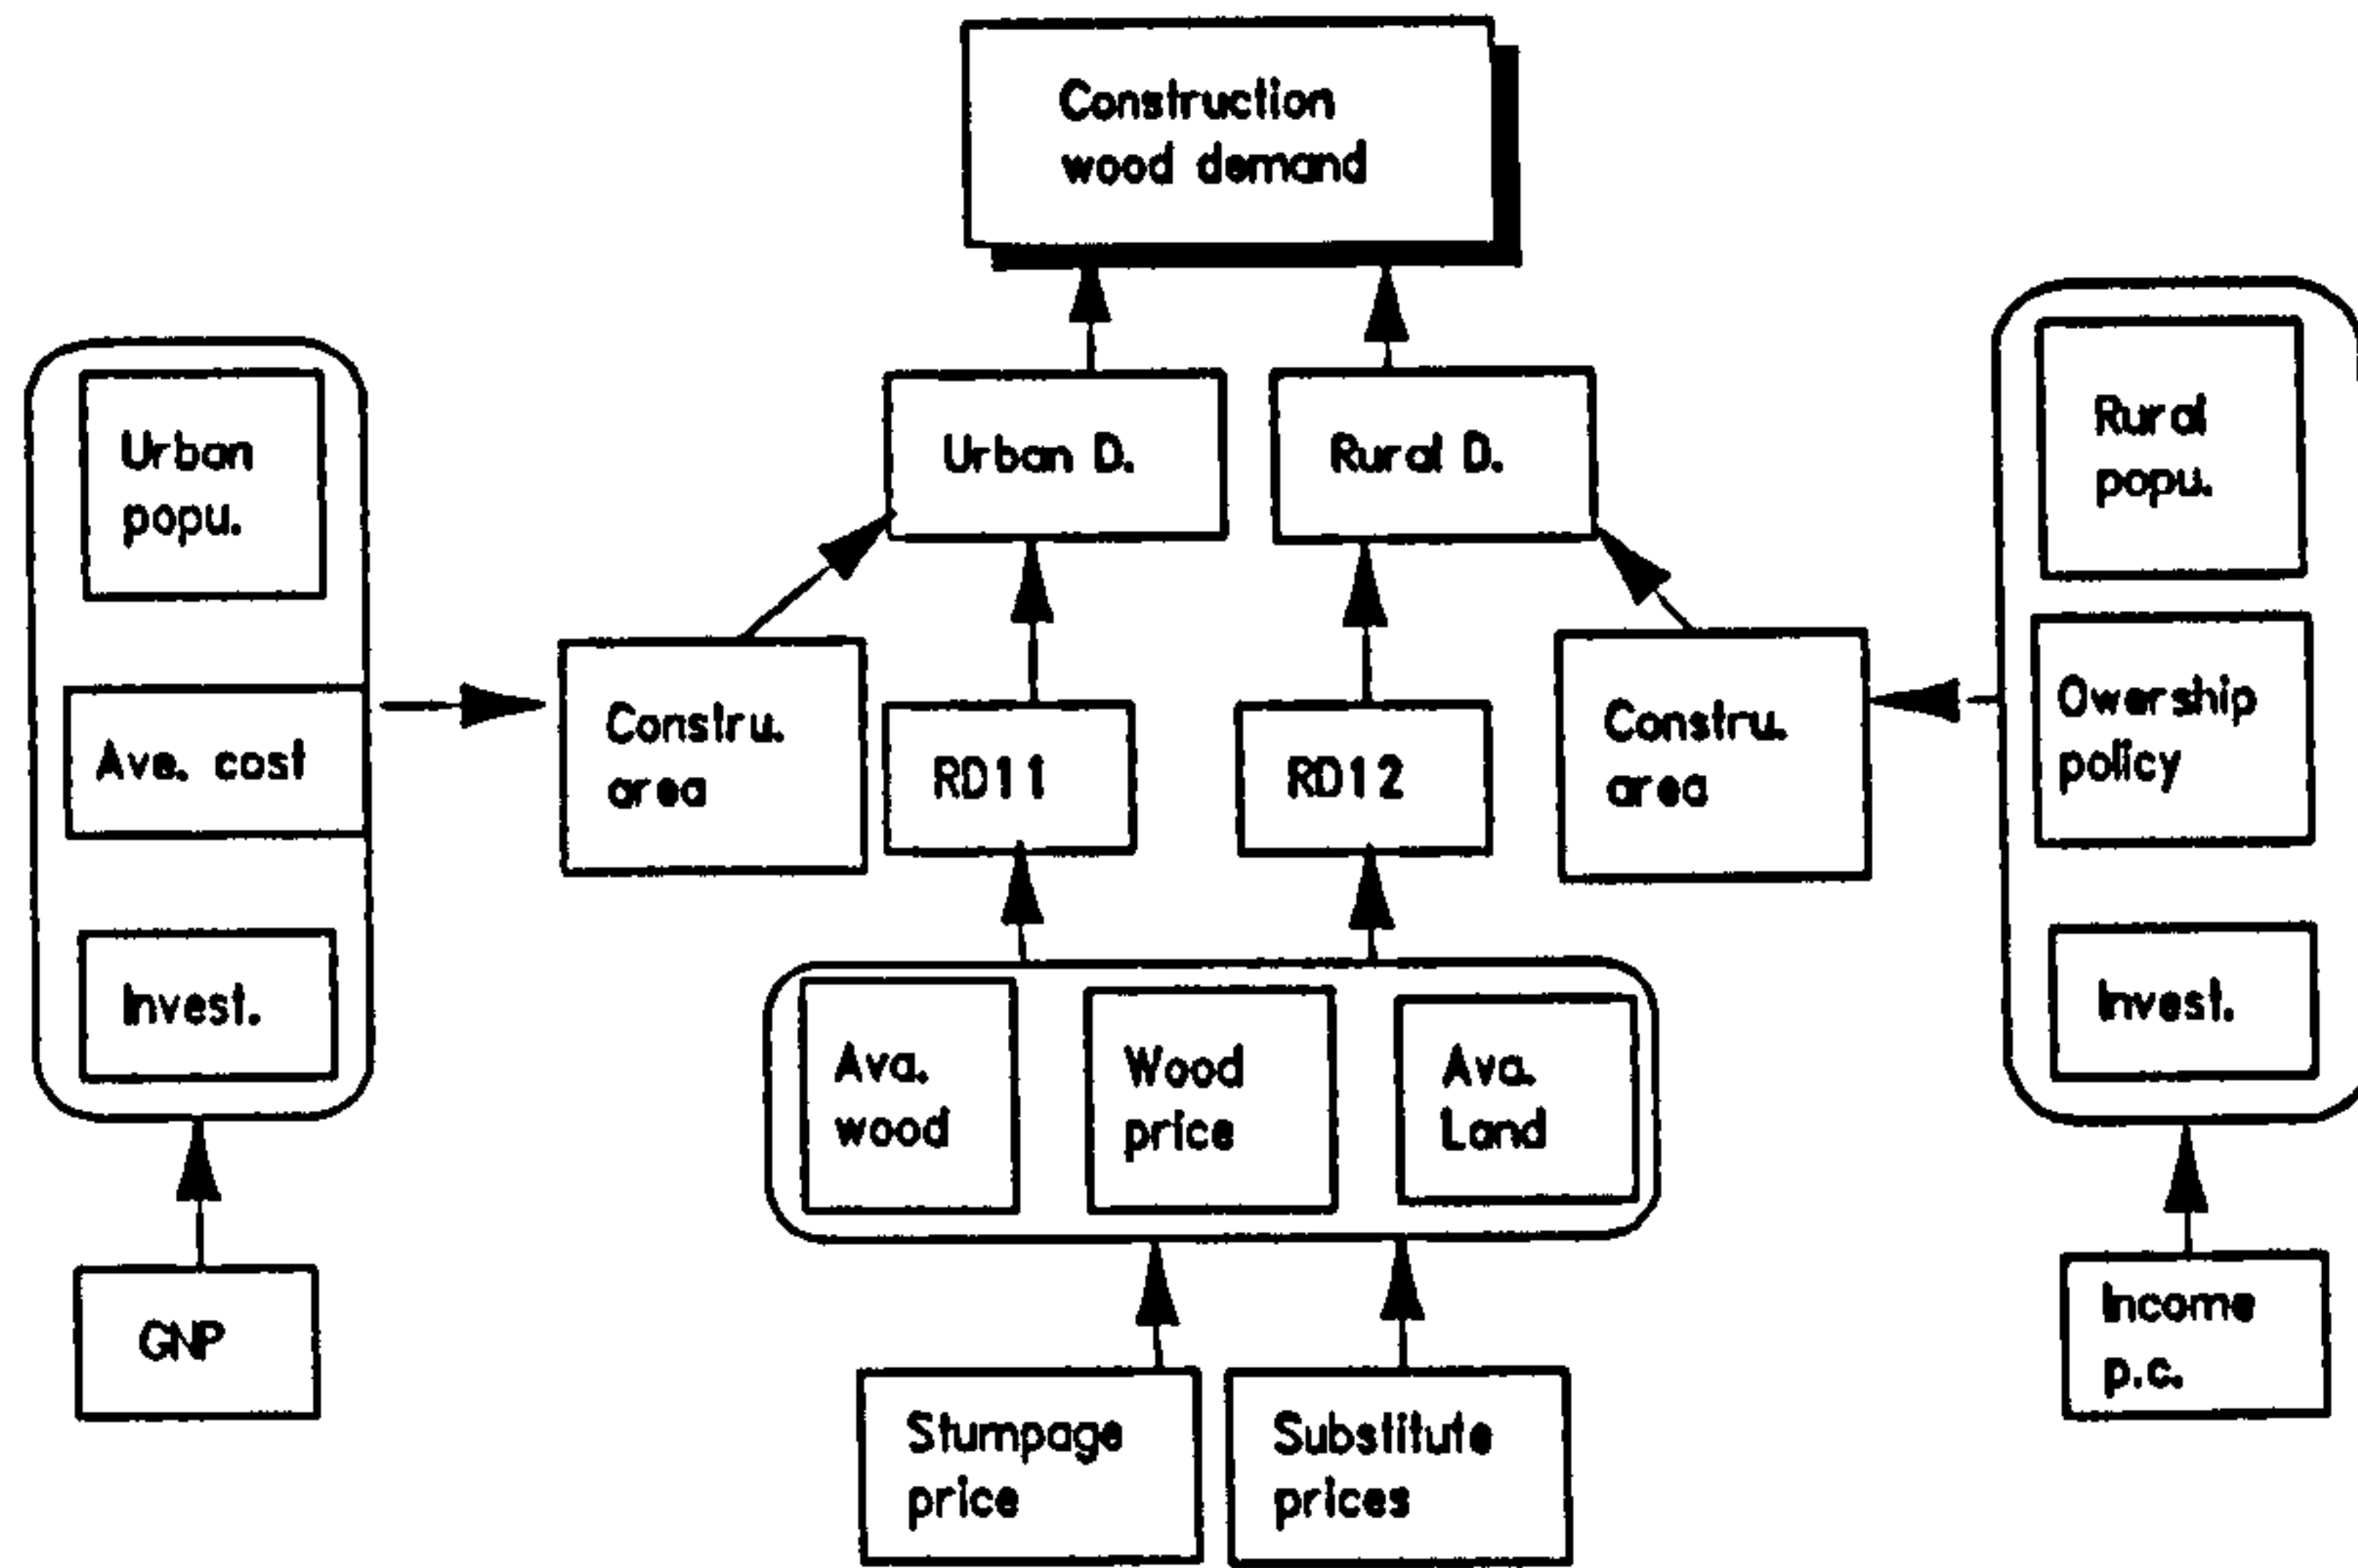 Construction
wood demand
Urban
popu.
Ave. cost
Invest.
GNP
Urban D.
Rural D.
Constru.
area
RD11
RD12
Constru.
area
Ava.
wood
Wood
price
Ava.
Land
Stumpage
price
Substitute
prices
Rural
popu.
Owership
policy
Invest.
Income
p.c.